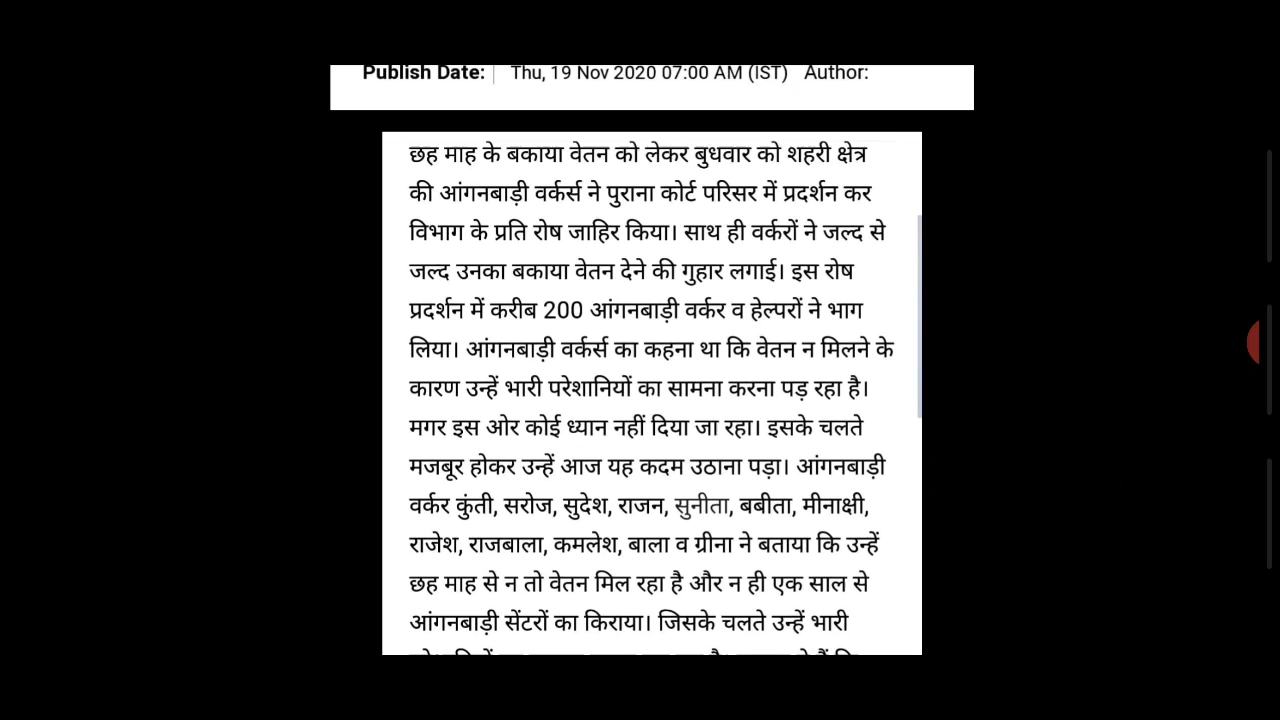 Publish Date: Thu, 19 Nov 2020 07:00 AM (IST) Author:
छह माह के बकाया वेतन को लेकर बुधवार को शहरी क्षेत्र
की आंगनबाड़ी वर्कर्स ने पुराना कोर्ट परिसर में प्रदर्शन कर
विभाग के प्रति रोष जाहिर किया। साथ ही वर्करों ने जल्द से
जल्द उनका बकाया वेतन देने की गुहार लगाई। इस रोष
प्रदर्शन में करीब 200 आंगनबाड़ी वर्कर व हेल्परों ने भाग
लिया। आंगनबाड़ी वर्कर्स का कहना था कि वेतन न मिलने के
कारण उन्हें भारी परेशानियों का सामना करना पड़ रहा है।
मगर इस ओर कोई ध्यान नहीं दिया जा रहा। इसके चलते
मजबूर होकर उन्हें आज यह कदम उठाना पड़ा। आंगनबाड़ी
वर्कर कुंती, सरोज, सुदेश, राजन, सुनीता, बबीता, मीनाक्षी,
राजेश, राजबाला, कमलेश, बाला व ग्रीना ने बताया कि उन्हें
छह माह से न तो वेतन मिल रहा है और न ही एक साल से
आंगनबाड़ी सेंटरों का किराया। जिसके चलते उन्हें भारी